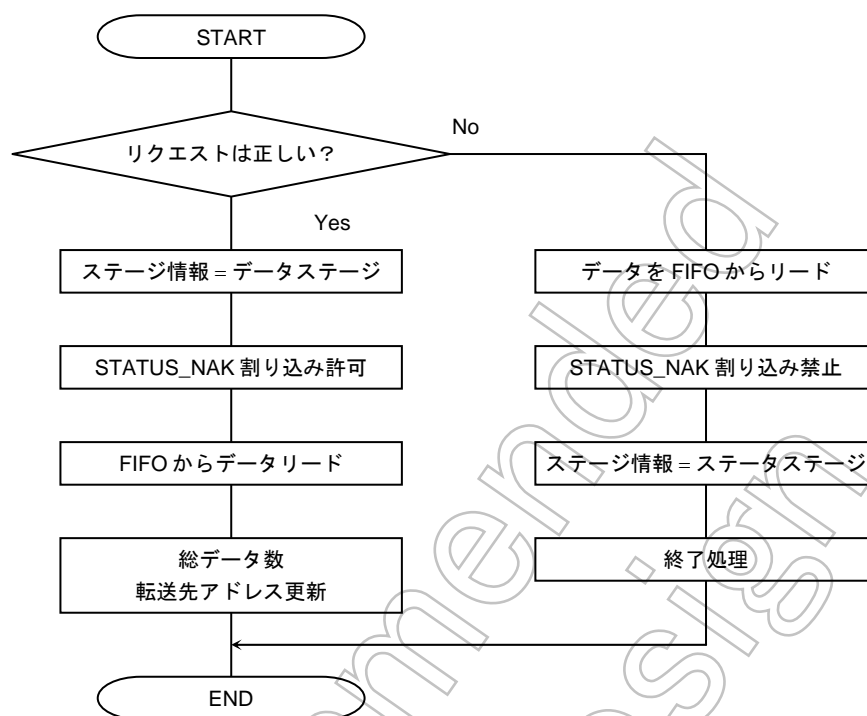 START
リクエストは正しい？
No
Yes
ステージ情報 = データステージ
STATUS_NAK 割り込み許可
FIFO からデータリード
総データ数
転送先アドレス更新
データを FIFO からリード
STATUS_NAK 割り込み禁止
ステージ情報 = ステータスステージ
終了処理
END
mended
esign